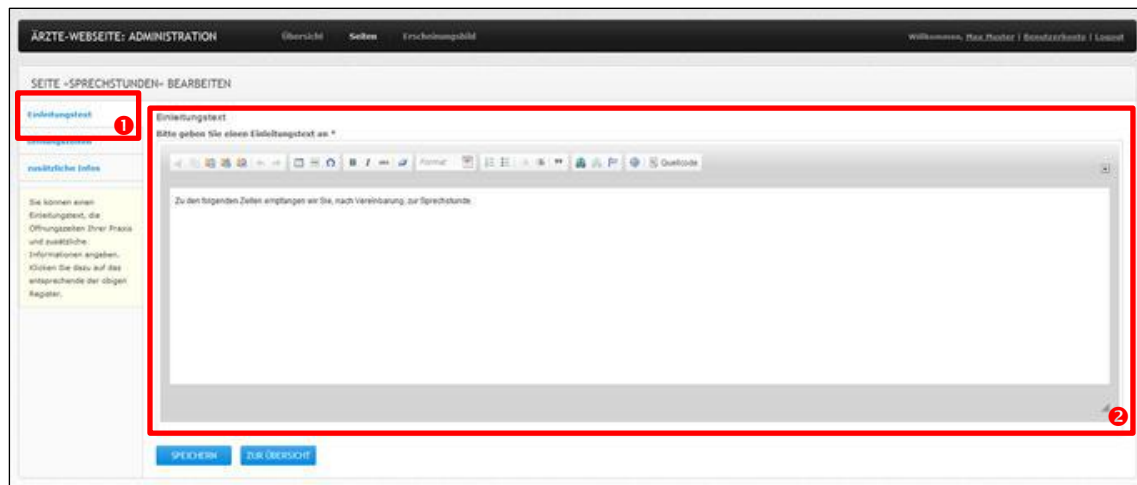 ÄRZTE-WEBSEITE: ADMINISTRATION Übersicht Seiten Erscheinungsbild Willkommen, Max Muster | Benutzerkonto | Logout
SEITE «SPRECHSTUNDEN» BEARBEITEN
Einleitungstext
❶
zusätzliche Infos
Sie können einen
Einleitungstext, die
Öffnungszeiten Ihrer Praxis
und zusätzliche
Informationen angeben.
Klicken Sie dazu auf das
entsprechende der obigen
Register.
Einleitungstext
Bitte geben Sie einen Einleitungstext an *
B I Format Quellcode
Zu den folgenden Zeiten empfangen wir Sie, nach Vereinbarung, zur Sprechstunde.
❷
SPEICHERN ZUR ÜBERSICHT